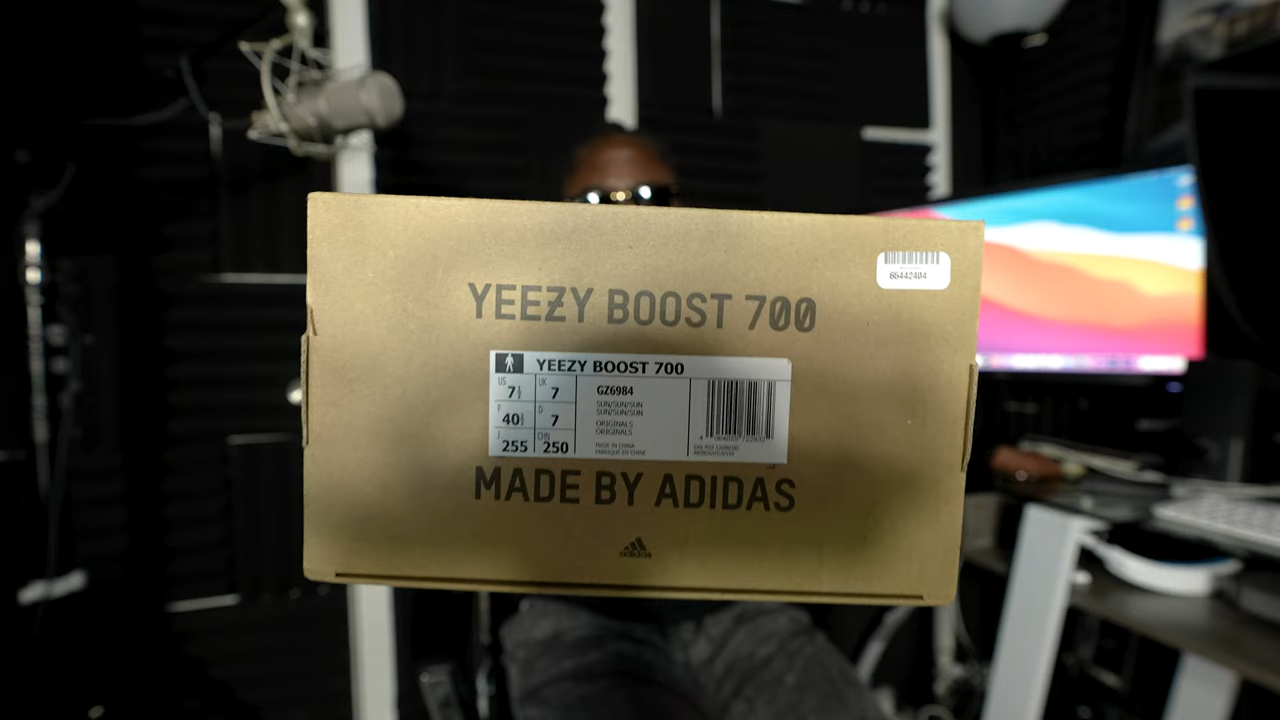 66442404
YEEZY BOOST 700
YEEZY BOOST 700
US 7½ UK 7
F 40⅔ D 7
J 255 CHN 250
GZ6984
SUN/SUN/SUN
SUN/SUN/SUN
ORIGINALS
ORIGINALS
MADE IN CHINA
FABRIQUÉ EN CHINE
MADE BY ADIDAS
adidas